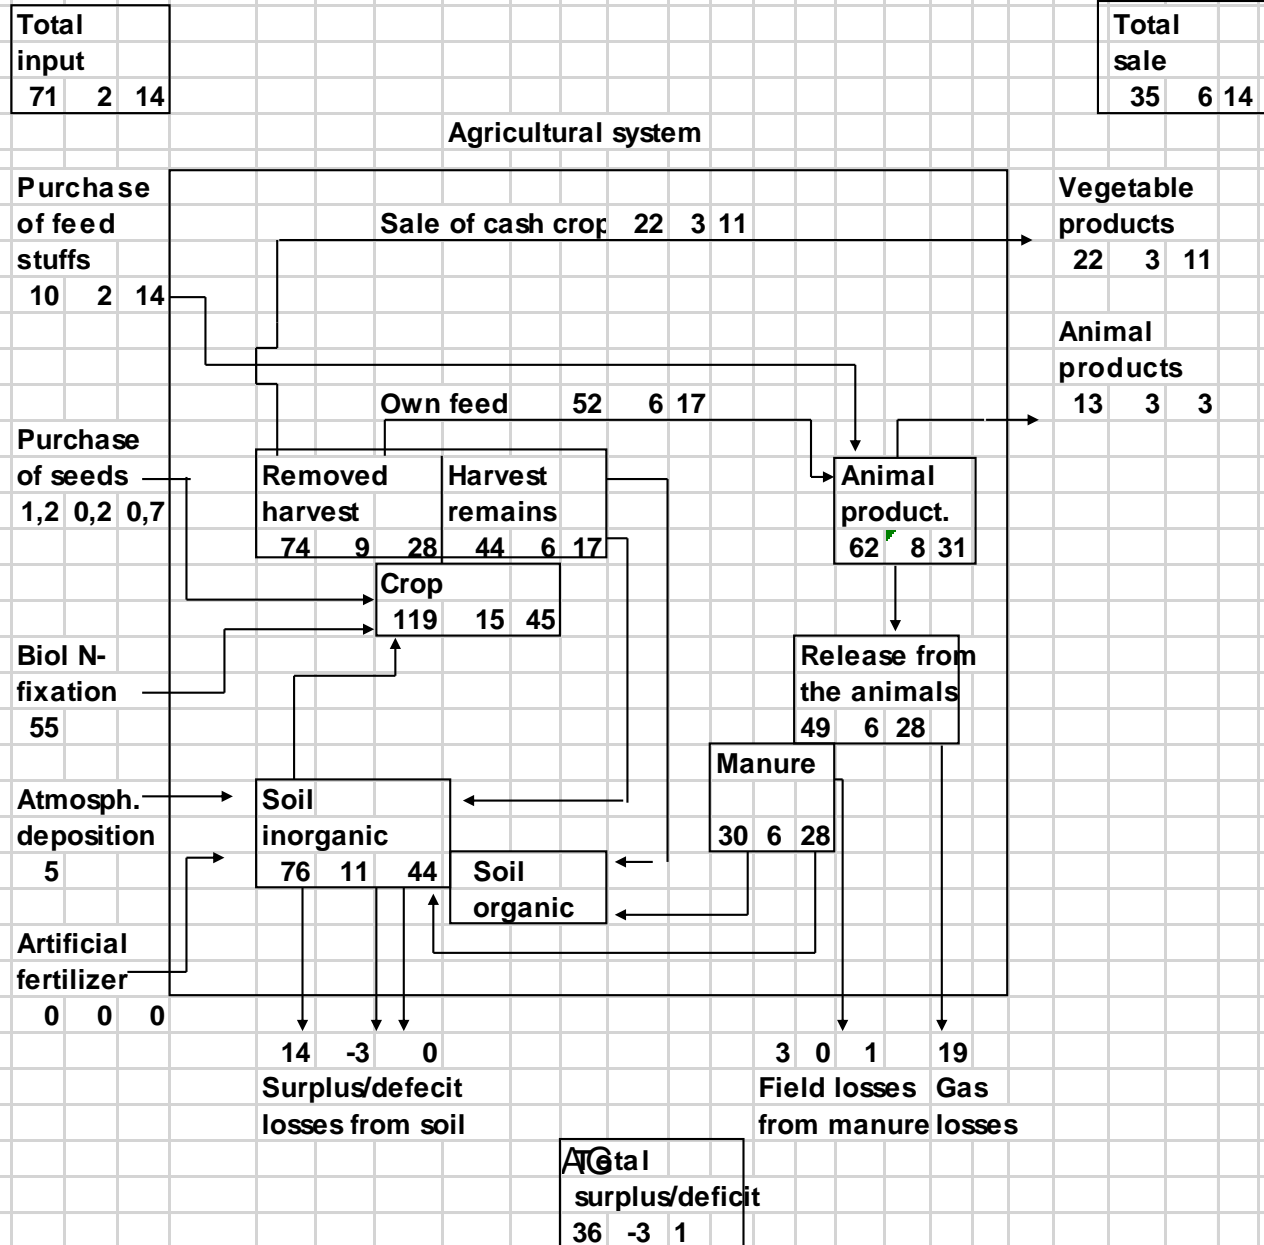 Total
input
71 2 14
Total
sale
35 6 14
Agricultural system
Purchase
of feed
stuffs
10 2 14
Sale of cash crop 22 3 11
Vegetable
products
22 3 11
Animal
products
13 3 3
Own feed 52 6 17
Purchase
of seeds
1,2 0,2 0,7
Removed
harvest
74 9 28
Harvest
remains
44 6 17
Animal
product.
62 8 31
Crop
119 15 45
Biol N-
fixation
55
Release from
the animals
49 6 28
Manure
30 6 28
Atmosph.
deposition
5
Soil
inorganic
76 11 44
Soil
organic
Artificial
fertilizer
0 0 0
14 -3 0
Surplus/defecit
losses from soil
3 0 1
Field losses
from manure
19
Gas
losses
AG
Total
surplus/deficit
36 -3 1